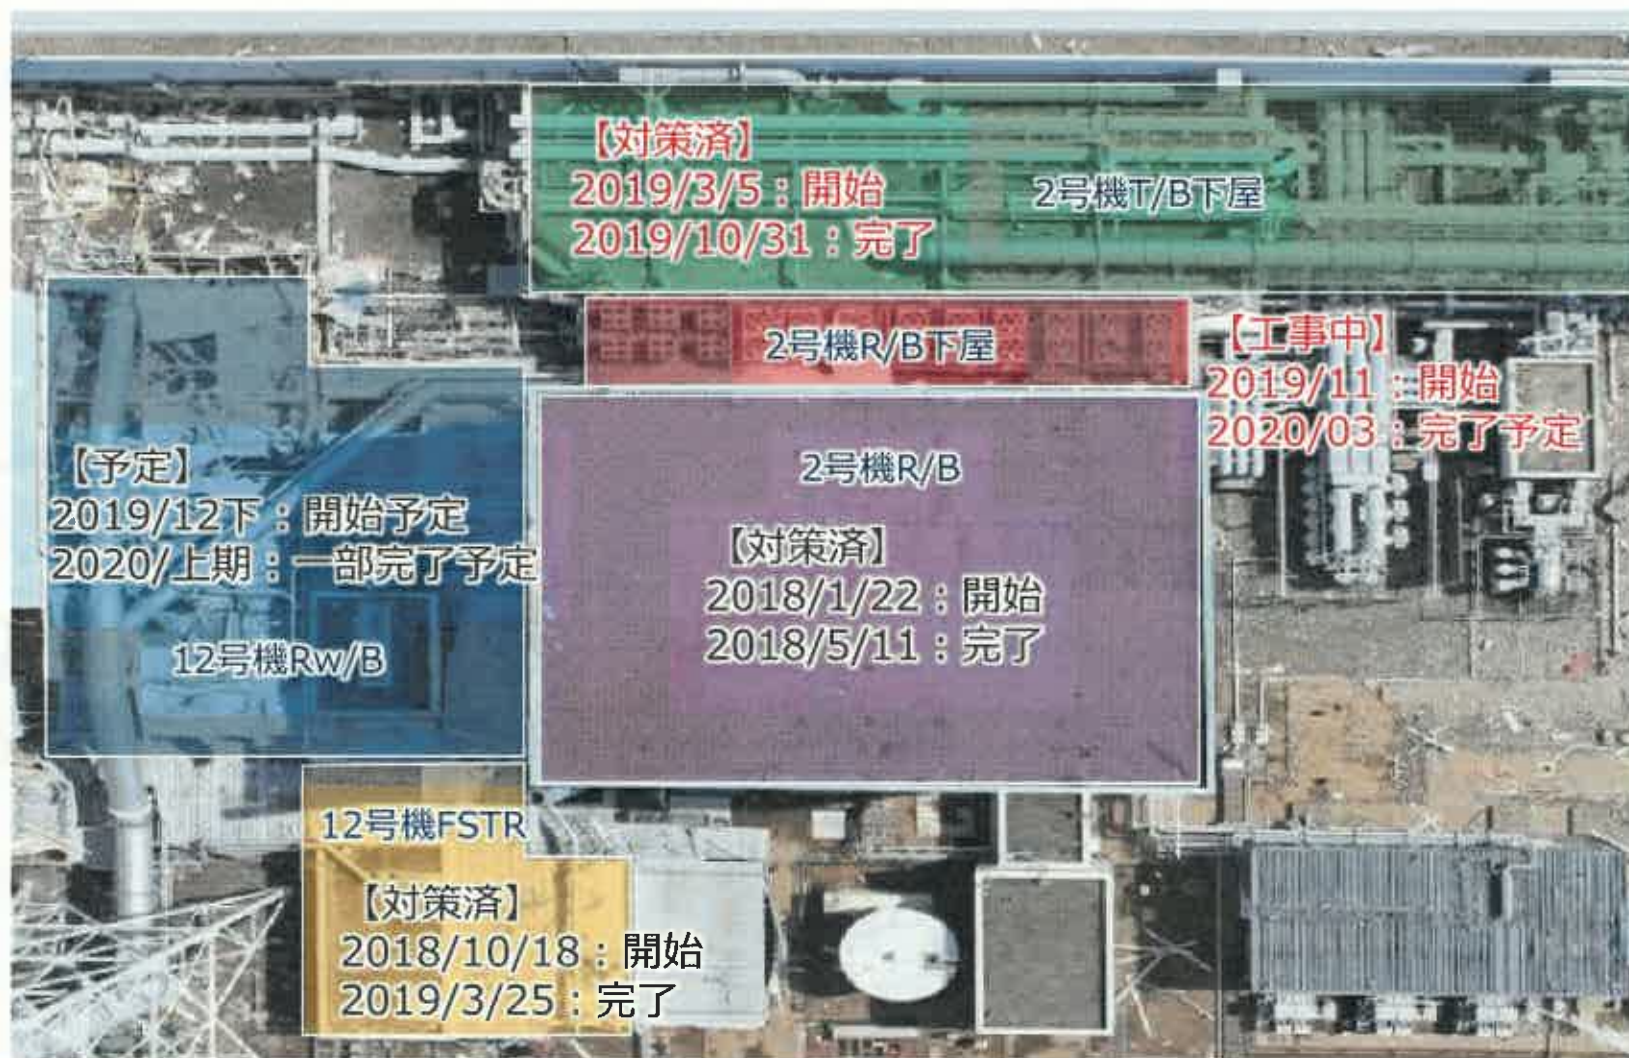 【対策済】
2019/3/5：開始
2019/10/31：完了
2号機T/B下屋
2号機R/B下屋
【工事中】
2019/11：開始
2020/03：完了予定
【予定】
2019/12下：開始予定
2020/上期：一部完了予定
12号機Rw/B
2号機R/B
【対策済】
2018/1/22：開始
2018/5/11：完了
12号機FSTR
【対策済】
2018/10/18：開始
2019/3/25：完了